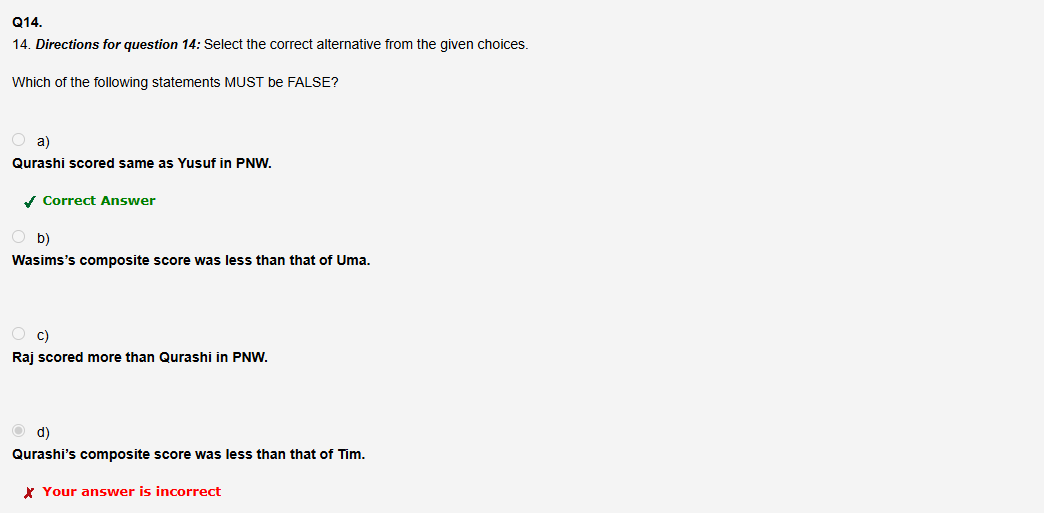 Q14.
14. Directions for question 14: Select the correct alternative from the given choices.
Which of the following statements MUST be FALSE?
a)
Qurashi scored same as Yusuf in PNW.
✓ Correct Answer
b)
Wasims’s composite score was less than that of Uma.
c)
Raj scored more than Qurashi in PNW.
d)
Qurashi’s composite score was less than that of Tim.
✗ Your answer is incorrect